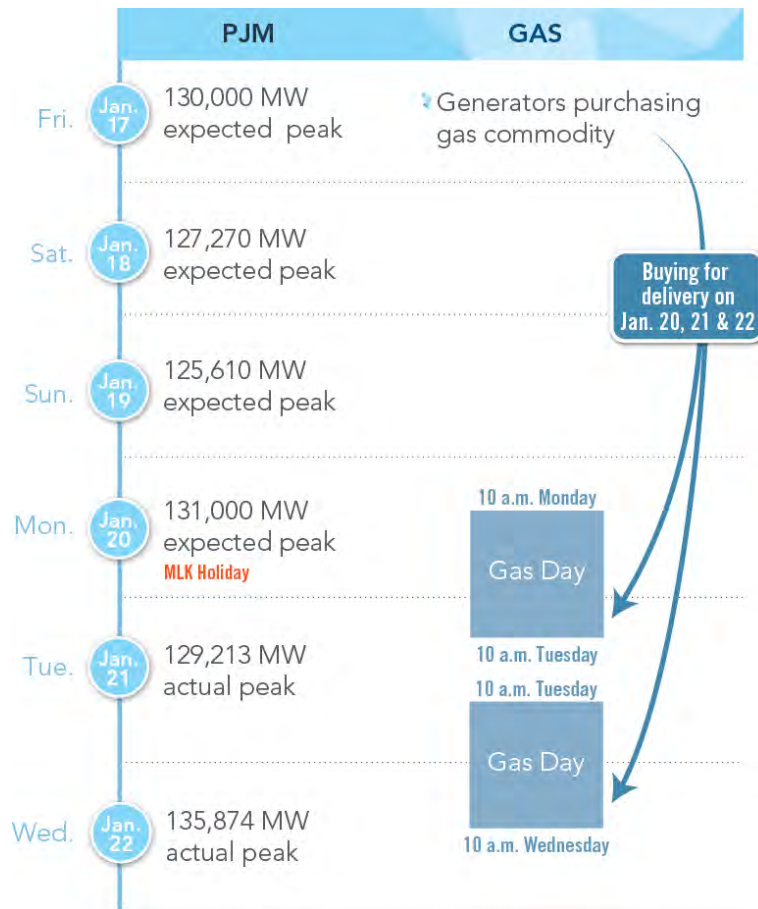 PJM
GAS
Fri.
Jan.
17
130,000 MW
expected peak
Generators purchasing
gas commodity
Sat.
Jan.
18
127,270 MW
expected peak
Buying for
delivery on
Jan. 20, 21 & 22
Sun.
Jan.
19
125,610 MW
expected peak
Mon.
Jan.
20
131,000 MW
expected peak
MLK Holiday
10 a.m. Monday
Gas Day
10 a.m. Tuesday
Tue.
Jan.
21
129,213 MW
actual peak
10 a.m. Tuesday
Gas Day
10 a.m. Wednesday
Wed.
Jan.
22
135,874 MW
actual peak